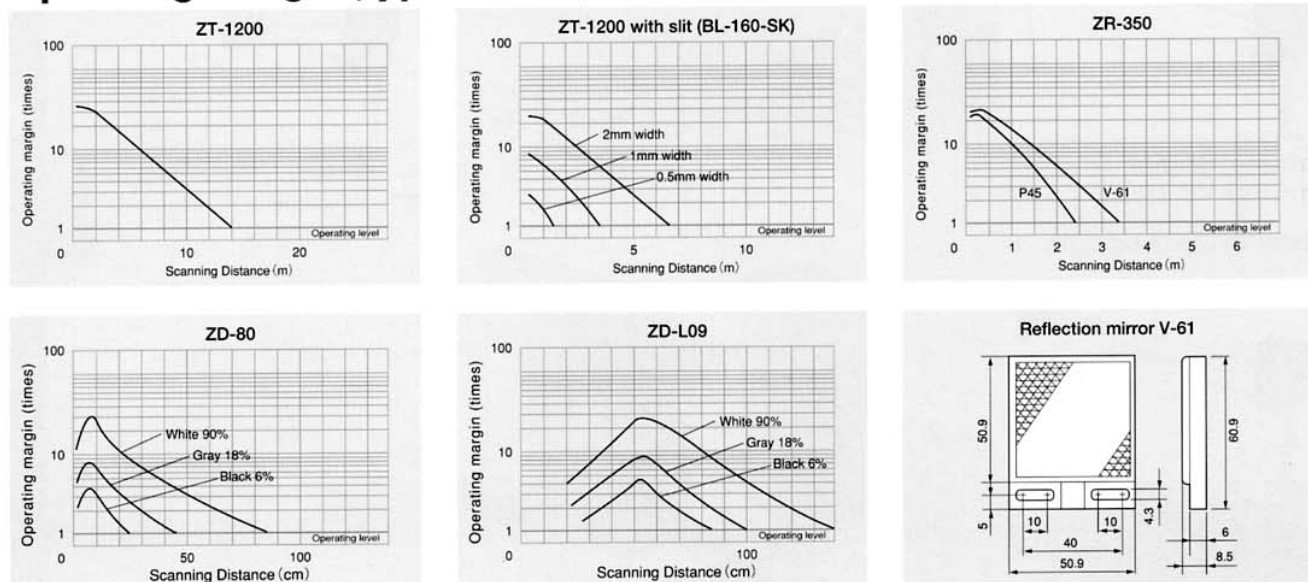 ZT-1200
100
10
1
0
10
20
Operating margin (times)
Operating level
Scanning Distance (m)
ZT-1200 with slit (BL-160-SK)
100
10
1
0
5
10
Operating margin (times)
2mm width
1mm width
0.5mm width
Operating level
Scanning Distance (m)
ZR-350
100
10
1
0
1
2
3
4
5
6
Operating margin (times)
P45
V-61
Operating level
Scanning Distance (m)
ZD-80
100
10
1
0
50
100
Operating margin (times)
White 90%
Gray 18%
Black 6%
Operating level
Scanning Distance (cm)
ZD-L09
100
10
1
0
100
Operating margin (times)
White 90%
Gray 18%
Black 6%
Operating level
Scanning Distance (cm)
Reflection mirror V-61
50.9
5
10
10
40
50.9
4.3
60.9
6
8.5